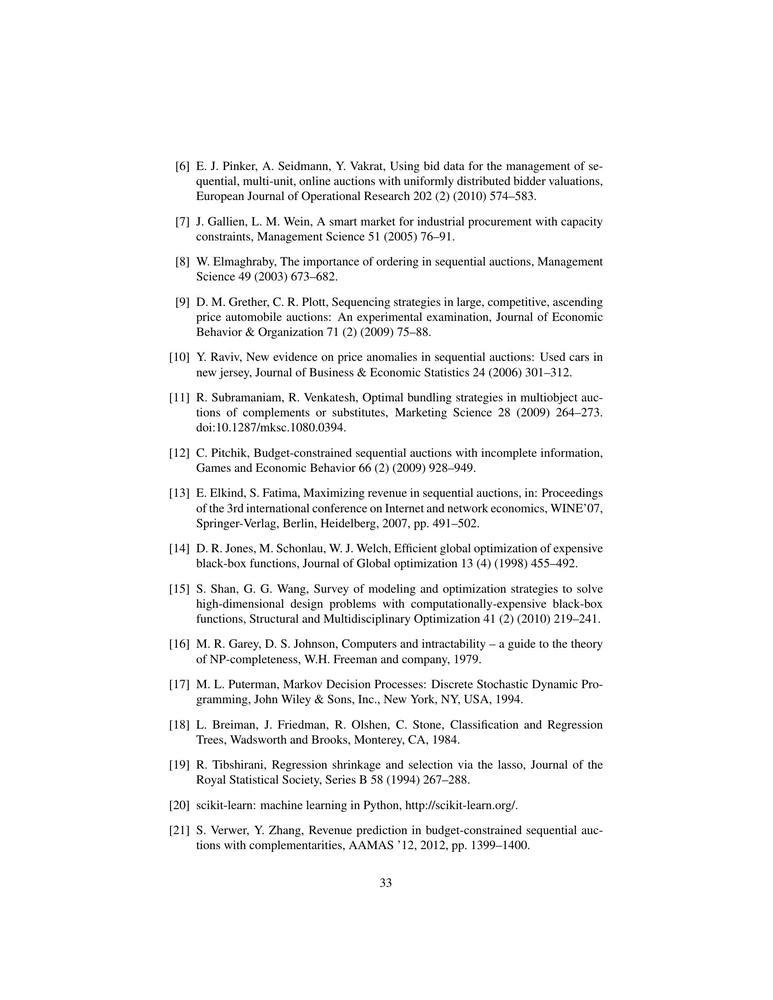 [6] E. J. Pinker, A. Seidmann, Y. Vakrat, Using bid data for the management of se-
quential, multi-unit, online auctions with uniformly distributed bidder valuations,
European Journal of Operational Research 202 (2) (2010) 574–583.
[7] J. Gallien, L. M. Wein, A smart market for industrial procurement with capacity
constraints, Management Science 51 (2005) 76–91.
[8] W. Elmaghraby, The importance of ordering in sequential auctions, Management
Science 49 (2003) 673–682.
[9] D. M. Grether, C. R. Plott, Sequencing strategies in large, competitive, ascending
price automobile auctions: An experimental examination, Journal of Economic
Behavior & Organization 71 (2) (2009) 75–88.
[10] Y. Raviv, New evidence on price anomalies in sequential auctions: Used cars in
new jersey, Journal of Business & Economic Statistics 24 (2006) 301–312.
[11] R. Subramaniam, R. Venkatesh, Optimal bundling strategies in multiobject auc-
tions of complements or substitutes, Marketing Science 28 (2009) 264–273.
doi:10.1287/mksc.1080.0394.
[12] C. Pitchik, Budget-constrained sequential auctions with incomplete information,
Games and Economic Behavior 66 (2) (2009) 928–949.
[13] E. Elkind, S. Fatima, Maximizing revenue in sequential auctions, in: Proceedings
of the 3rd international conference on Internet and network economics, WINE'07,
Springer-Verlag, Berlin, Heidelberg, 2007, pp. 491–502.
[14] D. R. Jones, M. Schonlau, W. J. Welch, Efficient global optimization of expensive
black-box functions, Journal of Global optimization 13 (4) (1998) 455–492.
[15] S. Shan, G. G. Wang, Survey of modeling and optimization strategies to solve
high-dimensional design problems with computationally-expensive black-box
functions, Structural and Multidisciplinary Optimization 41 (2) (2010) 219–241.
[16] M. R. Garey, D. S. Johnson, Computers and intractability – a guide to the theory
of NP-completeness, W.H. Freeman and company, 1979.
[17] M. L. Puterman, Markov Decision Processes: Discrete Stochastic Dynamic Pro-
gramming, John Wiley & Sons, Inc., New York, NY, USA, 1994.
[18] L. Breiman, J. Friedman, R. Olshen, C. Stone, Classification and Regression
Trees, Wadsworth and Brooks, Monterey, CA, 1984.
[19] R. Tibshirani, Regression shrinkage and selection via the lasso, Journal of the
Royal Statistical Society, Series B 58 (1994) 267–288.
[20] scikit-learn: machine learning in Python, http://scikit-learn.org/.
[21] S. Verwer, Y. Zhang, Revenue prediction in budget-constrained sequential auc-
tions with complementarities, AAMAS '12, 2012, pp. 1399–1400.
33